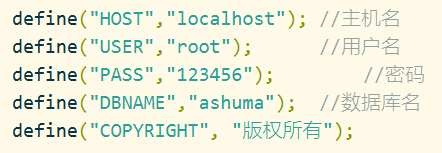 define("HOST","localhost"); //主机名
define("USER","root"); //用户名
define("PASS","123456"); //密码
define("DBNAME","ashuma"); //数据库名
define("COPYRIGHT", "版权所有");